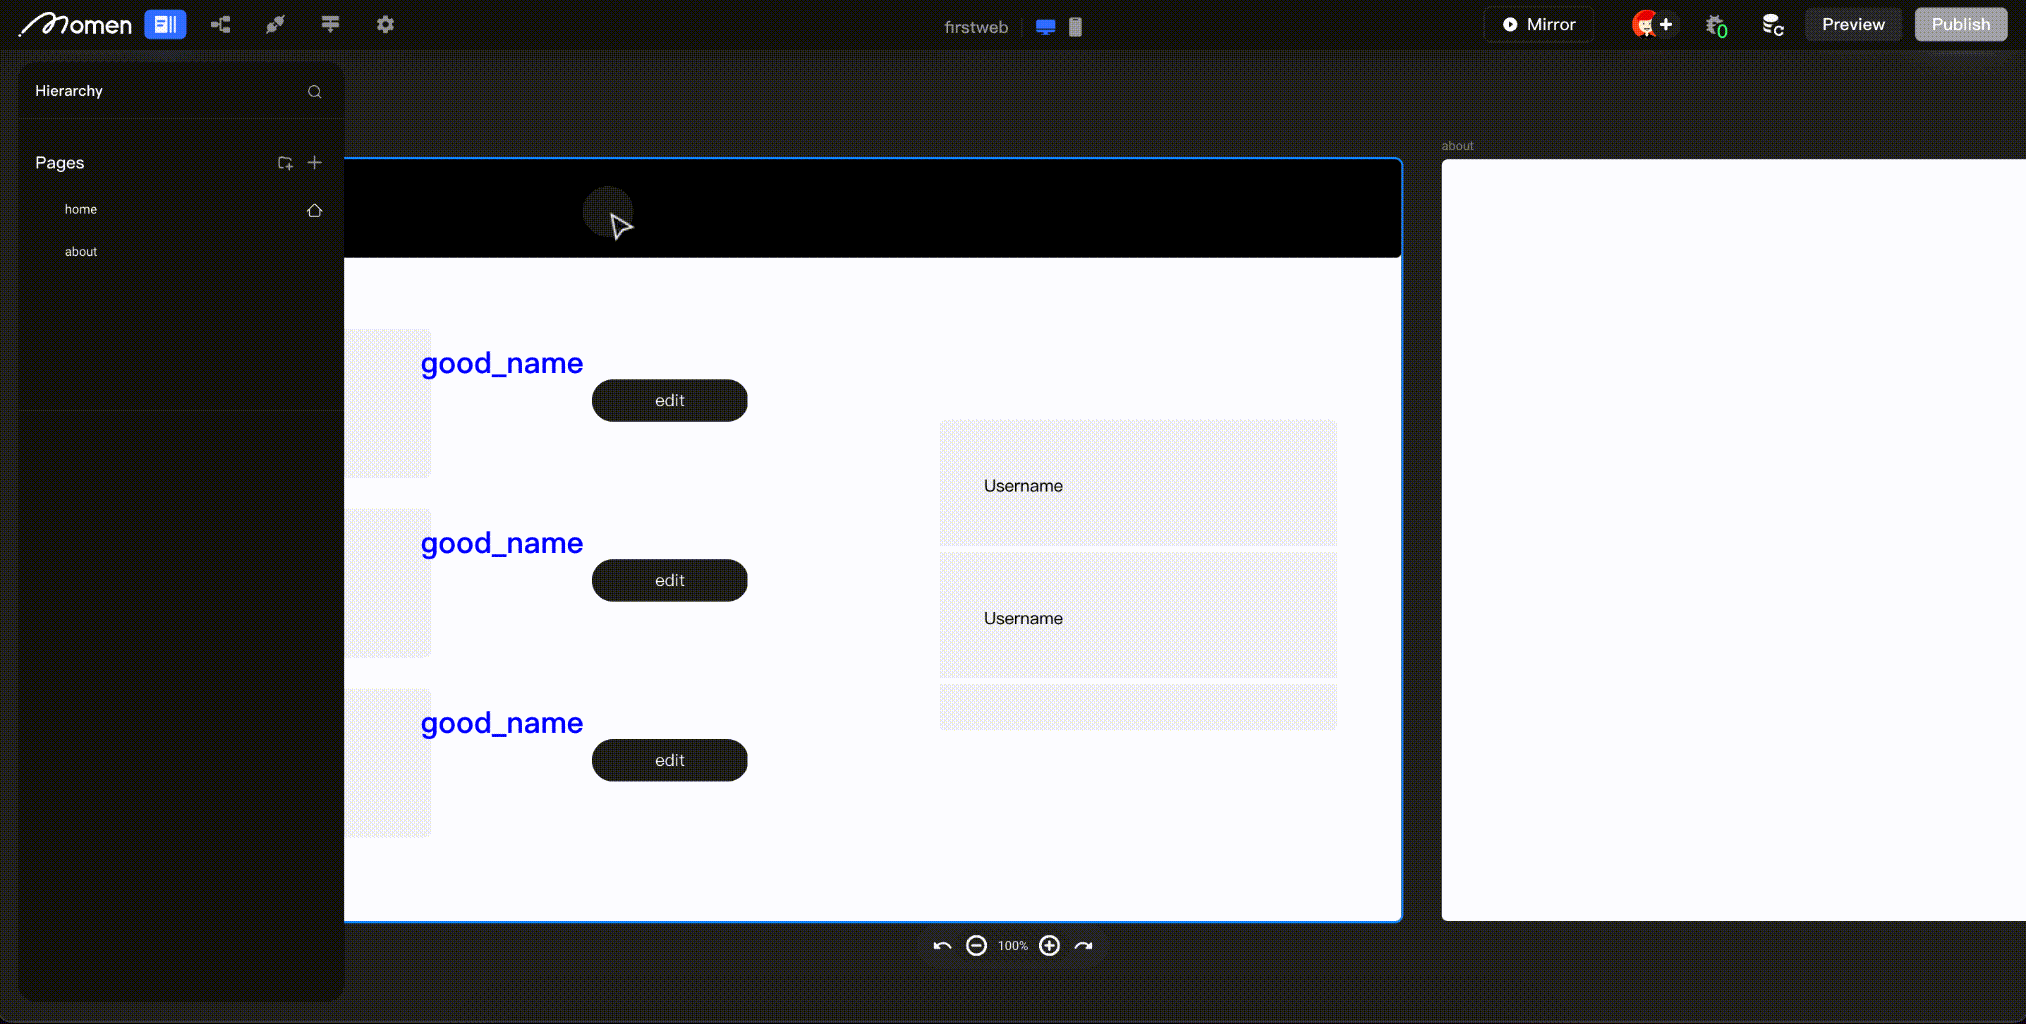 Momen
firstweb
Mirror
0
C
Preview
Publish
Hierarchy
Pages
home
about
about
good_name
edit
good_name
edit
good_name
edit
Username
Username
100%